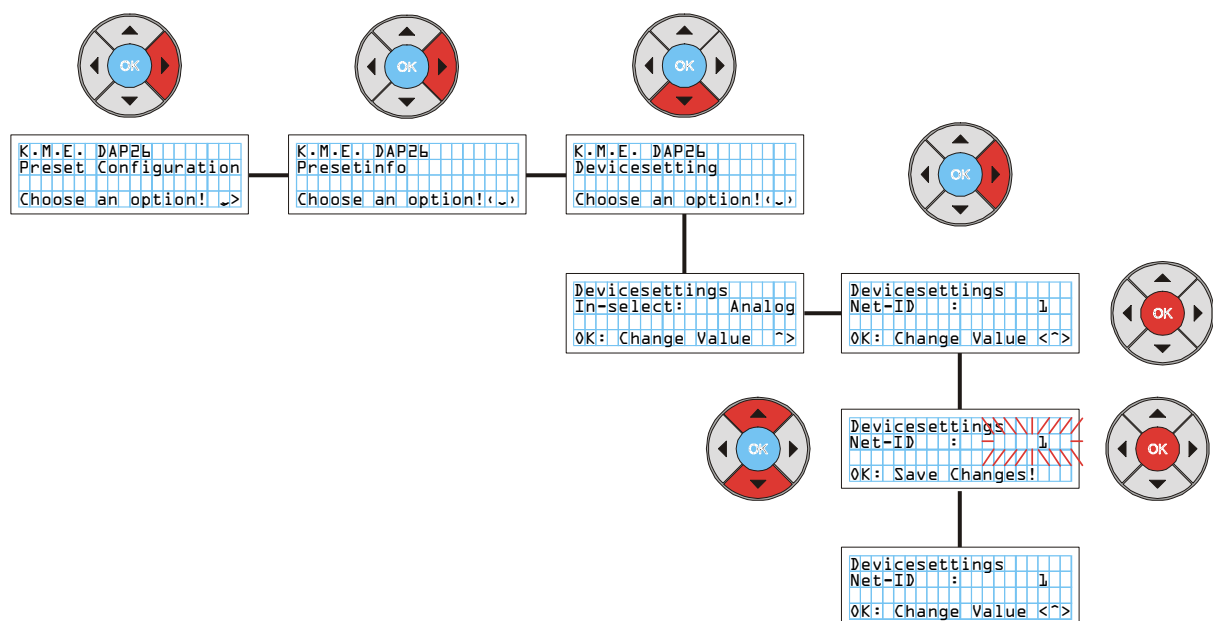 OK
OK
OK
K.M.E. DAP26
Preset Configuration
Choose an option! ⌣>
K.M.E. DAP26
Presetinfo
Choose an option!‹⌣›
K.M.E. DAP26
Devicesetting
Choose an option!‹⌣›
OK
Devicesettings
In-select: Analog
OK: Change Value ^>
Devicesettings
Net-ID : 1
OK: Change Value <^>
OK
OK
Devicesettings
Net-ID : 1
OK: Save Changes!
OK
Devicesettings
Net-ID : 1
OK: Change Value <^>